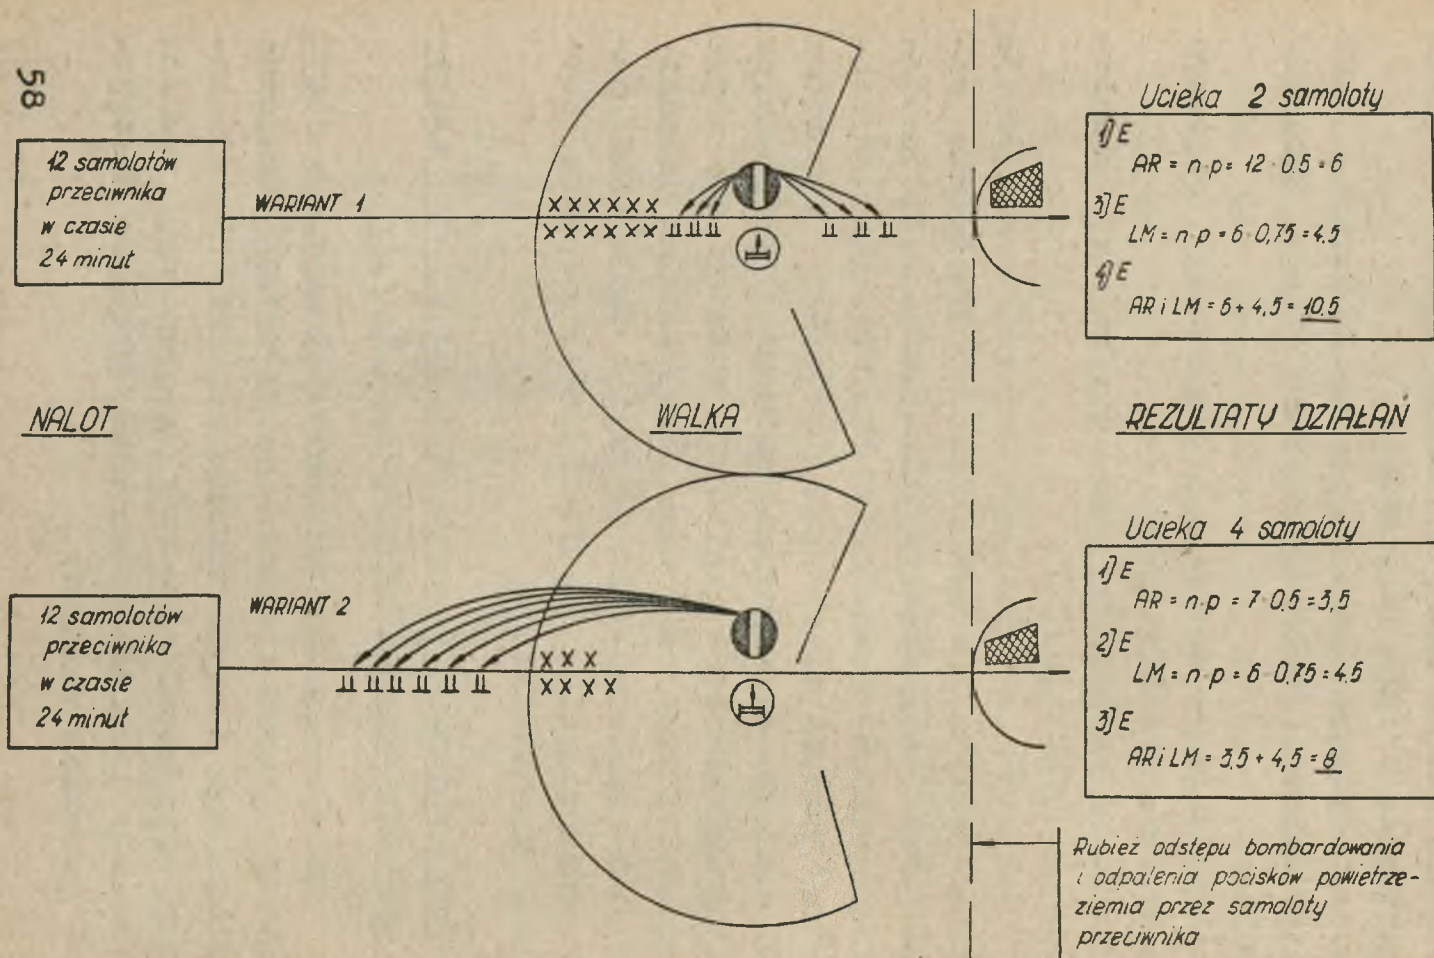 58
12 samolotów
przeciwnika
w czasie
24 minut
WARIANT 1
XXXXXX
XXXXXX
Ucieka 2 samoloty
1) E
AR = n·p = 12·0.5 = 6
3) E
LM = n·p = 6·0,75 = 4.5
4) E
AR i LM = 6 + 4,5 = 10.5
NALOT
WALKA
REZULTATY DZIAŁAŃ
12 samolotów
przeciwnika
w czasie
24 minut
WARIANT 2
X X X
X X X X
Ucieka 4 samoloty
1) E
AR = n·p = 7·0.5 = 3,5
2) E
LM = n·p = 6·0,75 = 4.5
3) E
AR i LM = 3,5 + 4,5 = 8
Rubież odstępu bombardowania
i odpalenia pocisków powietrze-
ziemia przez samoloty
przeciwnika